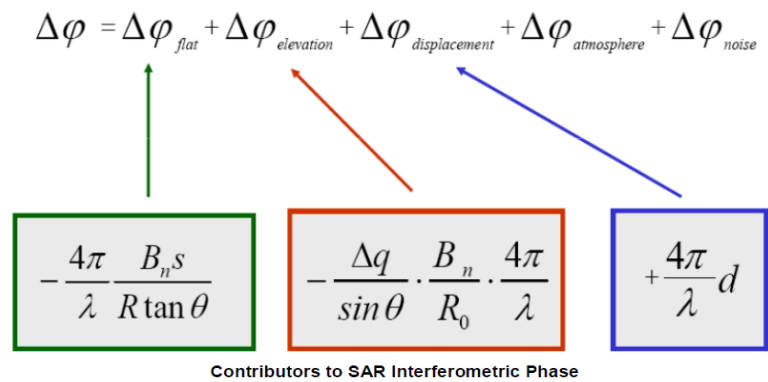 Δφ = Δφ_flat + Δφ_elevation + Δφ_displacement + Δφ_atmosphere + Δφ_noise
− 4π/λ B_n s/(R tan θ)
− Δq/sin θ · B_n/R_0 · 4π/λ
+ 4π/λ d
Contributors to SAR Interferometric Phase